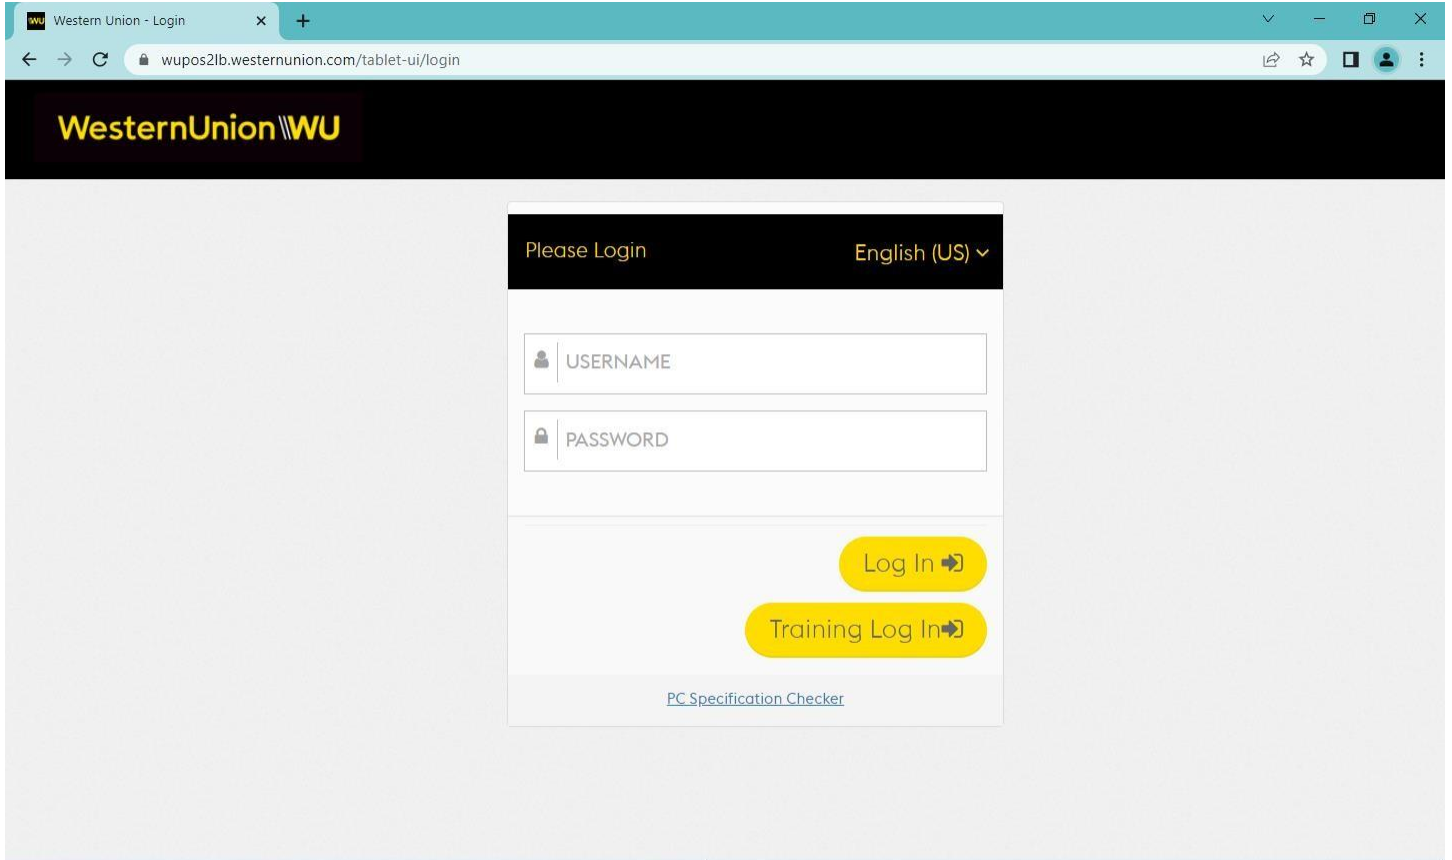 WU Western Union - Login
wupos2lb.westernunion.com/tablet-ui/login
WesternUnion \\WU
Please Login
English (US)
USERNAME
PASSWORD
Log In
Training Log In
PC Specification Checker